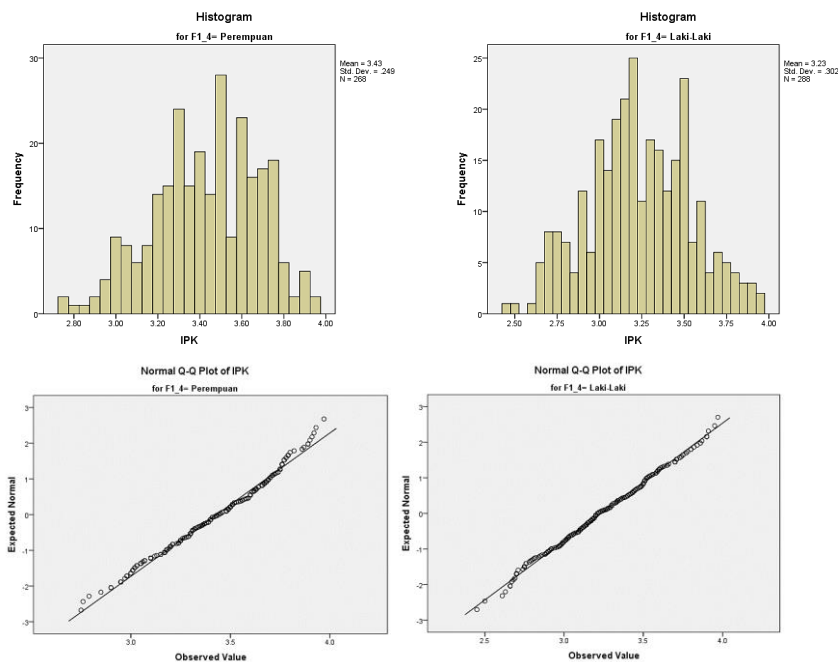 Histogram
for F1_4= Perempuan
Mean = 3.43
Std. Dev. = .249
N = 268
30
20
10
0
Frequency
2.80 3.00 3.20 3.40 3.60 3.80 4.00
IPK
Histogram
for F1_4= Laki-Laki
Mean = 3.23
Std. Dev. = .302
N = 288
25
20
15
10
5
0
Frequency
2.50 2.75 3.00 3.25 3.50 3.75 4.00
IPK
Normal Q-Q Plot of IPK
for F1_4= Perempuan
3
2
1
0
-1
-2
-3
Expected Normal
3.0 3.5 4.0
Observed Value
Normal Q-Q Plot of IPK
for F1_4= Laki-Laki
3
2
1
0
-1
-2
-3
Expected Normal
2.5 3.0 3.5 4.0
Observed Value